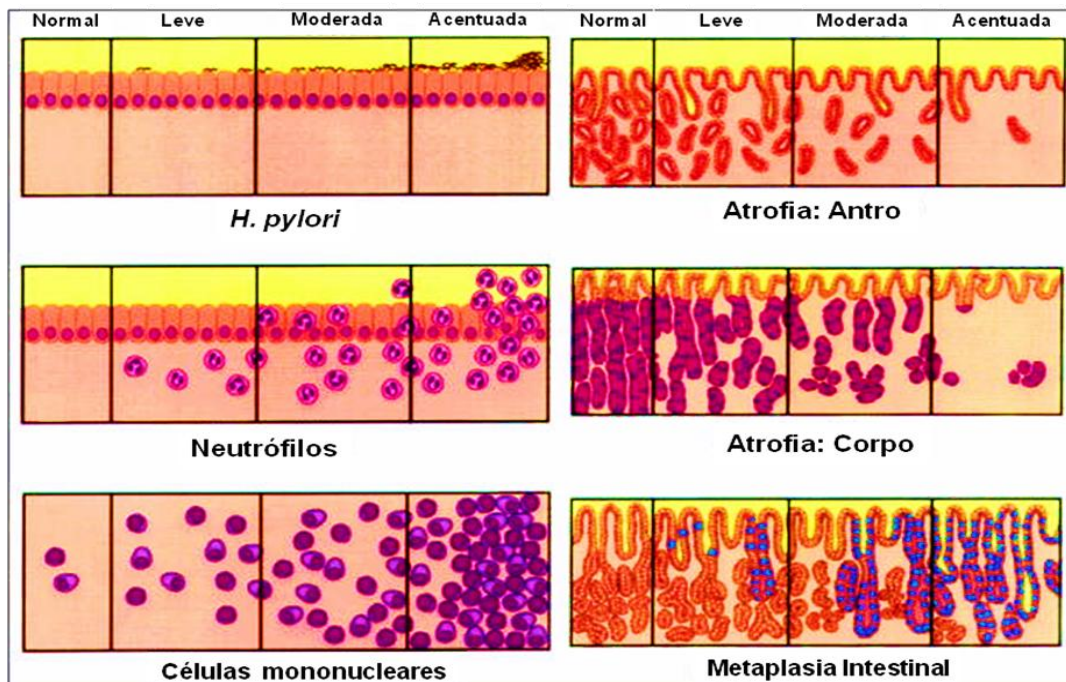 Normal Leve Moderada Acentuada
Normal Leve Moderada Acentuada
H. pylori
Atrofia: Antro
Neutrófilos
Atrofia: Corpo
Células mononucleares
Metaplasia Intestinal